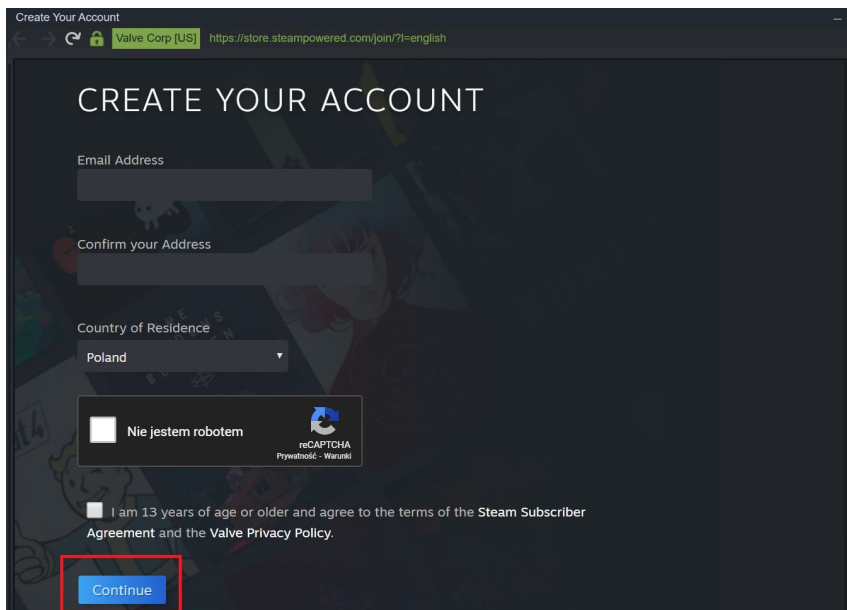 Create Your Account
Valve Corp [US] https://store.steampowered.com/join/?l=english
CREATE YOUR ACCOUNT
Email Address
Confirm your Address
Country of Residence
Poland
Nie jestem robotem
reCAPTCHA
Prywatność - Warunki
I am 13 years of age or older and agree to the terms of the Steam Subscriber
Agreement and the Valve Privacy Policy.
Continue